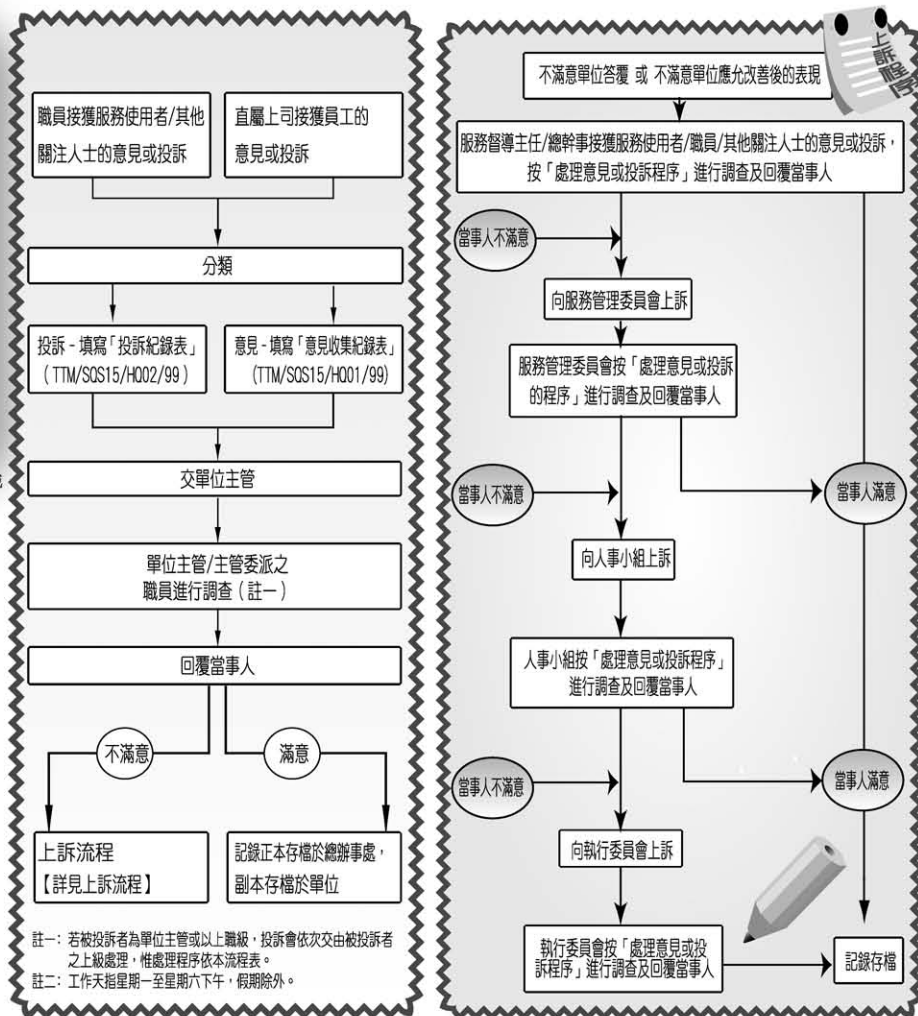 職員接獲服務使用者/其他
關注人士的意見或投訴
直屬上司接獲員工的
意見或投訴
分類
投訴 - 填寫「投訴紀錄表」
( TTM/SQS15/HQ02/99 )
意見 - 填寫「意見收集紀錄表」
(TTM/SQS15/HQ01/99)
交單位主管
單位主管/主管委派之
職員進行調查（註一）
回覆當事人
不滿意
滿意
上訴流程
【詳見上訴流程】
記錄正本存檔於總辦事處，
副本存檔於單位
註一： 若被投訴者為單位主管或以上職級，投訴會依次交由被投訴者
之上級處理，惟處理程序依本流程表。
註二： 工作天指星期一至星期六下午，假期除外。
上訴程序
不滿意單位答覆 或 不滿意單位應允改善後的表現
服務督導主任/總幹事接獲服務使用者/職員/其他關注人士的意見或投訴，
按「處理意見或投訴程序」進行調查及回覆當事人
當事人不滿意
向服務管理委員會上訴
服務管理委員會按「處理意見或投訴
的程序」進行調查及回覆當事人
當事人不滿意
當事人滿意
向人事小組上訴
人事小組按「處理意見或投訴程序」
進行調查及回覆當事人
當事人不滿意
當事人滿意
向執行委員會上訴
執行委員會按「處理意見或投
訴程序」進行調查及回覆當事人
記錄存檔